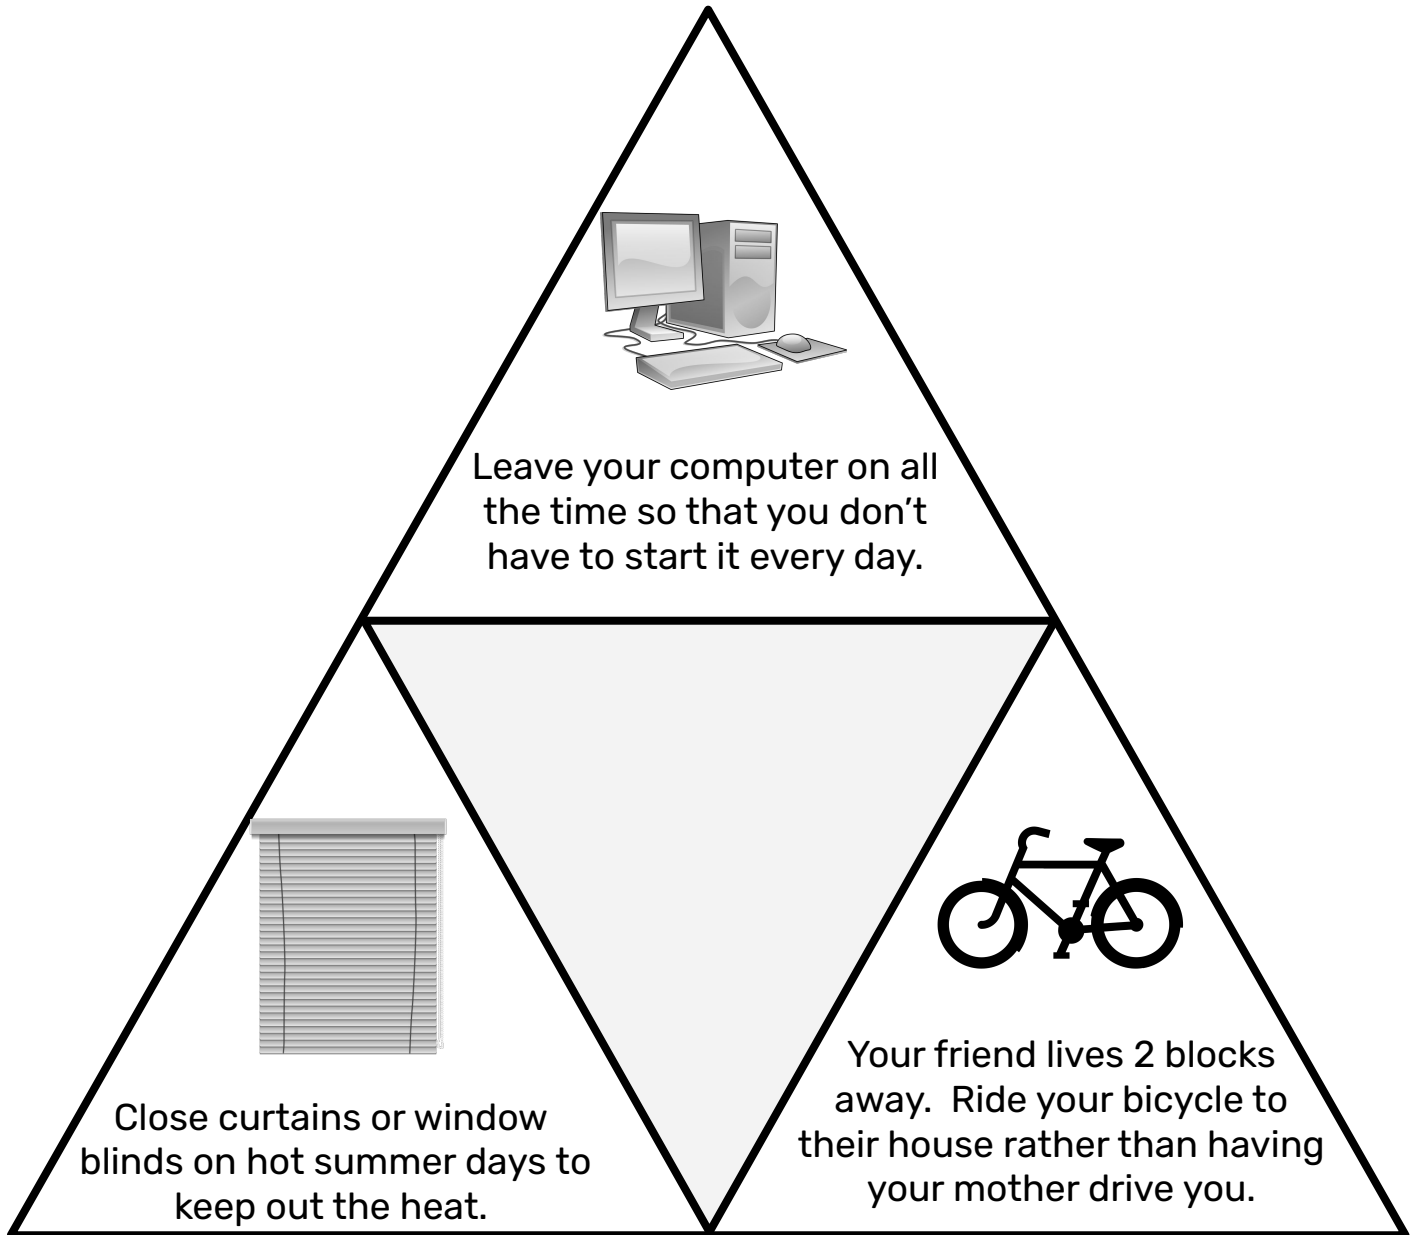 Leave your computer on all
the time so that you don’t
have to start it every day.
Close curtains or window
blinds on hot summer days to
keep out the heat.
Your friend lives 2 blocks
away.  Ride your bicycle to
their house rather than having
your mother drive you.